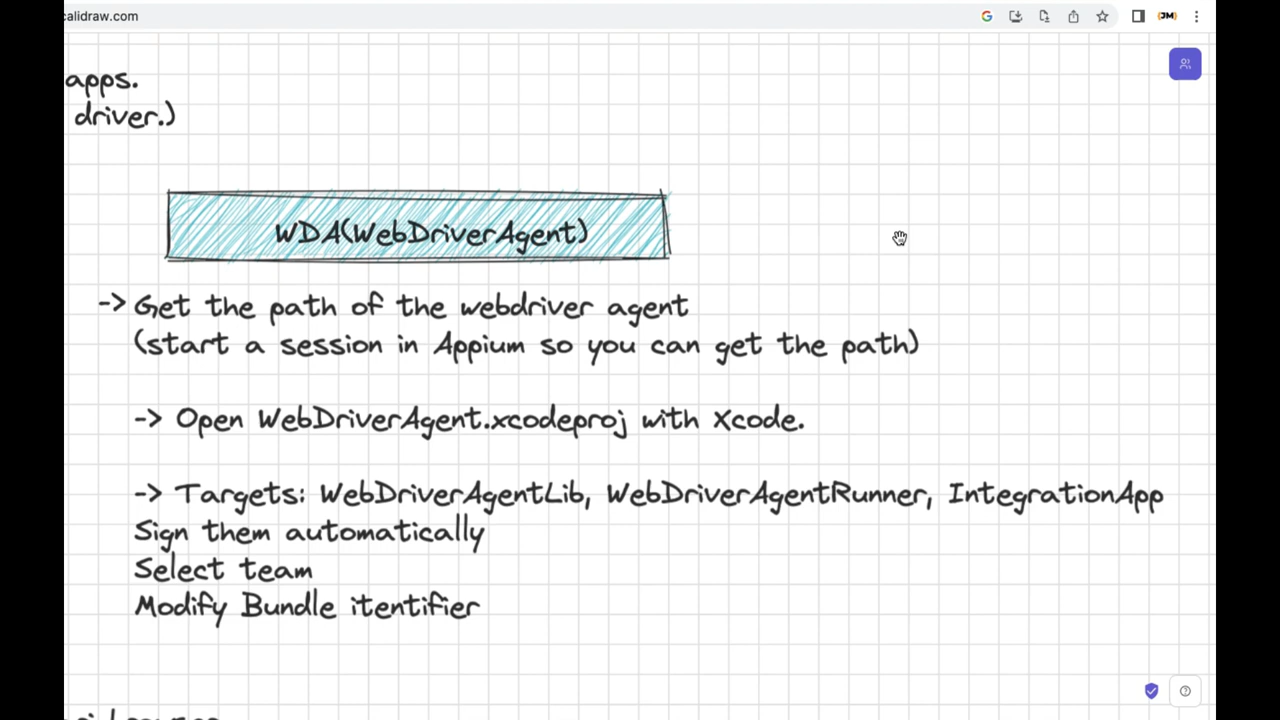 calidraw.com
(JM)
apps.
driver.)
WDA(WebDriverAgent)
-> Get the path of the webdriver agent
(start a session in Appium so you can get the path)
-> Open WebDriverAgent.xcodeproj with Xcode.
-> Targets: WebDriverAgentLib, WebDriverAgentRunner, IntegrationApp
Sign them automatically
Select team
Modify Bundle itentifier